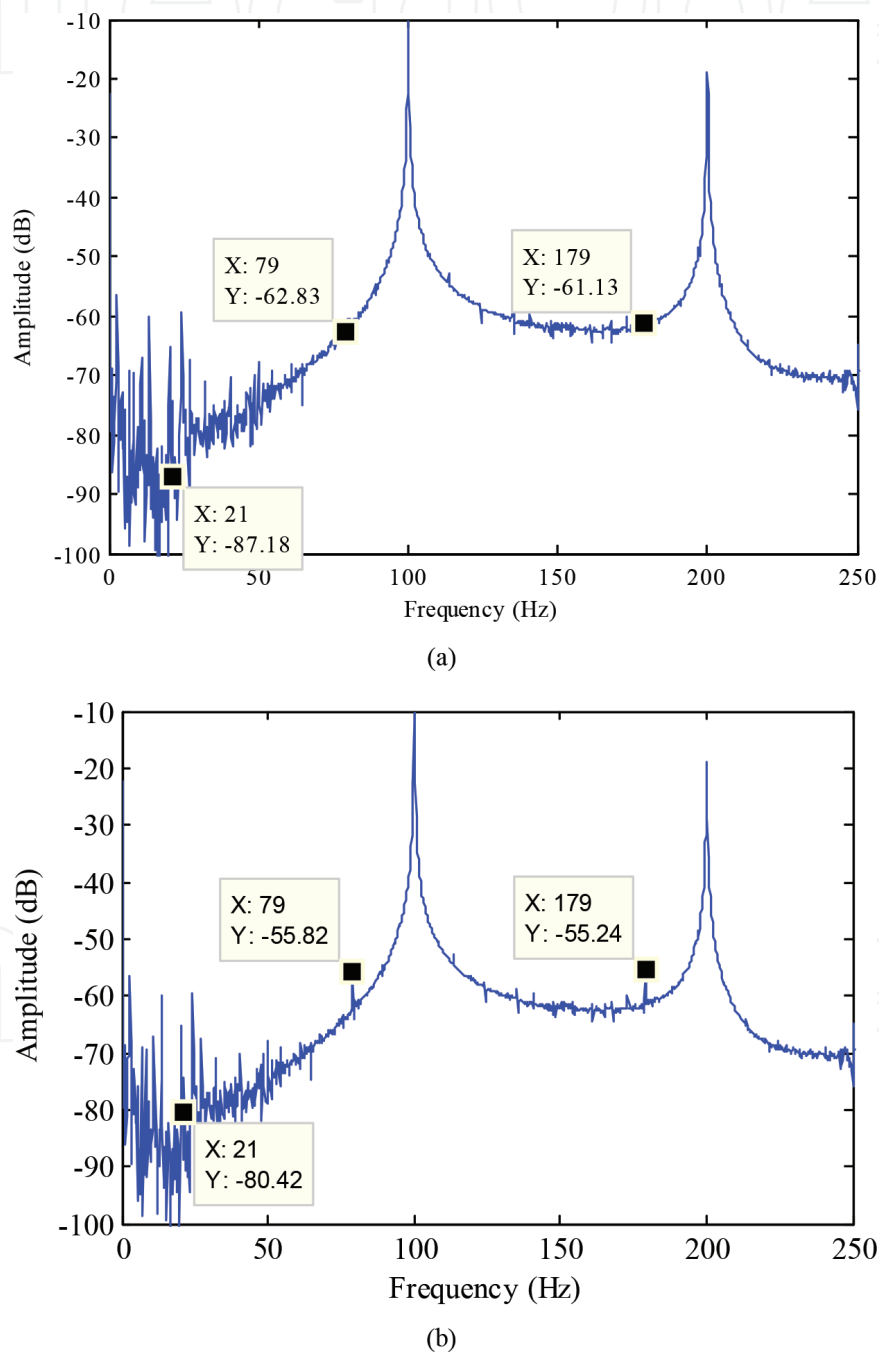 -10
-20
-30
-40
-50
-60
-70
-80
-90
-100
Amplitude (dB)
X: 79
Y: -62.83
X: 179
Y: -61.13
X: 21
Y: -87.18
0
50
100
150
200
250
Frequency (Hz)
(a)
-10
-20
-30
-40
-50
-60
-70
-80
-90
-100
Amplitude (dB)
X: 79
Y: -55.82
X: 179
Y: -55.24
X: 21
Y: -80.42
0
50
100
150
200
250
Frequency (Hz)
(b)